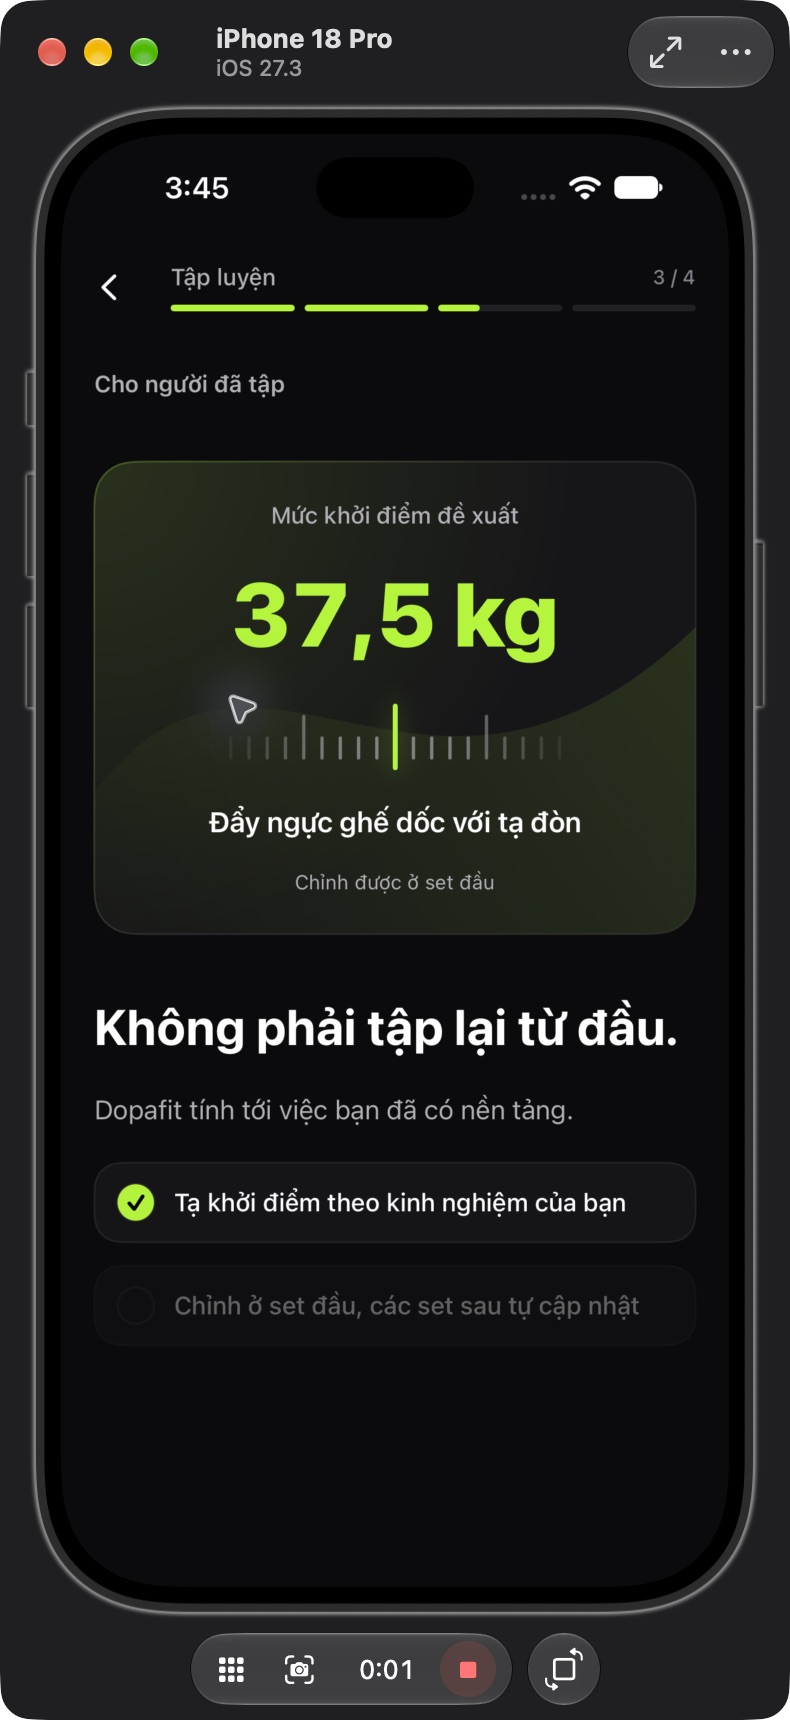 iPhone 18 Pro
iOS 27.3
3:45
Tập luyện
3 / 4
Cho người đã tập
Mức khởi điểm đề xuất
37,5 kg
Đẩy ngực ghế dốc với tạ đòn
Chỉnh được ở set đầu
Không phải tập lại từ đầu.
Dopafit tính tới việc bạn đã có nền tảng.
Tạ khởi điểm theo kinh nghiệm của bạn
Chỉnh ở set đầu, các set sau tự cập nhật
0:01